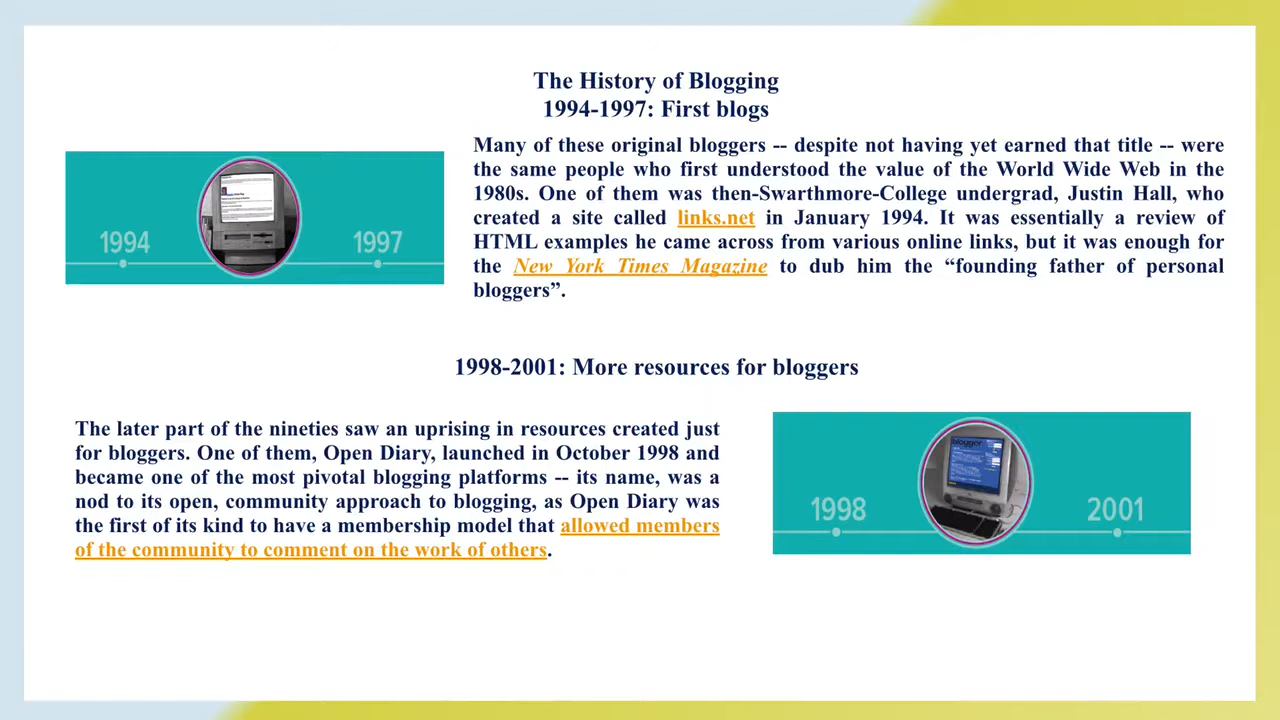 The History of Blogging
1994-1997: First blogs
Many of these original bloggers -- despite not having yet earned that title -- were
the same people who first understood the value of the World Wide Web in the
1980s. One of them was then-Swarthmore-College undergrad, Justin Hall, who
created a site called links.net in January 1994. It was essentially a review of
HTML examples he came across from various online links, but it was enough for
the New York Times Magazine to dub him the “founding father of personal
bloggers”.
1994
1997
1998-2001: More resources for bloggers
The later part of the nineties saw an uprising in resources created just
for bloggers. One of them, Open Diary, launched in October 1998 and
became one of the most pivotal blogging platforms -- its name, was a
nod to its open, community approach to blogging, as Open Diary was
the first of its kind to have a membership model that allowed members
of the community to comment on the work of others.
blogger
1998
2001